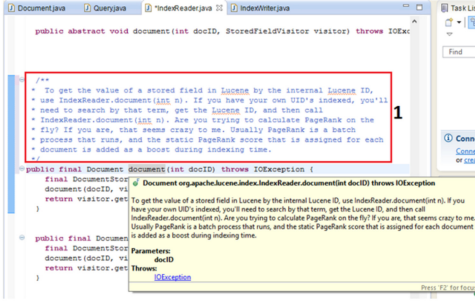 Document.java
Query.java
*IndexReader.java
IndexWriter.java
Task Lis
public abstract void document(int docID, StoredFieldVisitor visitor) throws IOExc
Find
/**
* To get the value of a stored field in Lucene by the internal Lucene ID,
* use IndexReader.document(int n). If you have your own UID's indexed, you'll
* need to search by that term, get the Lucene ID, and then call
* IndexReader.document(int n). Are you trying to calculate PageRank on the
* fly? If you are, that seems crazy to me. Usually PageRank is a batch
* process that runs, and the static PageRank score that is assigned for each
* document is added as a boost during indexing time.
*/
1
Conn
Conne
or crea
public final Document document(int docID) throws IOException {
final DocumentStor
document(docID, vi
return visitor.get
}
Document org.apache.lucene.index.IndexReader.document(int docID) throws IOException
To get the value of a stored field in Lucene by the internal Lucene ID, use IndexReader.document(int n). If you
have your own UID's indexed, you'll need to search by that term, get the Lucene ID, and then call
IndexReader.document(int n). Are you trying to calculate PageRank on the fly? If you are, that seems crazy to me.
Usually PageRank is a batch process that runs, and the static PageRank score that is assigned for each document
is added as a boost during indexing time.
Parameters:
docID
Throws:
IOException
public final Documen
final DocumentStor
document(docID, vi
return visitor.get
}
Press 'F2' for focus